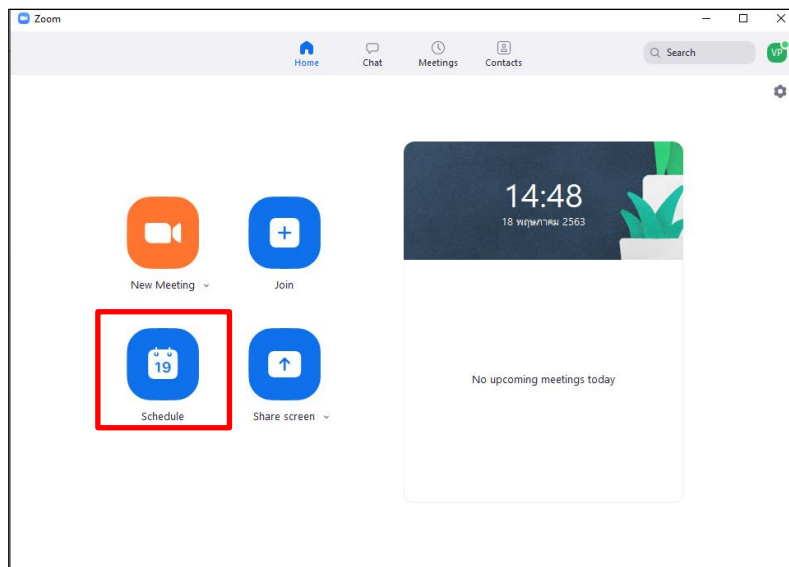 Zoom
Home
Chat
Meetings
Contacts
Search
VP
14:48
18 พฤษภาคม 2563
New Meeting
Join
19
Schedule
Share screen
No upcoming meetings today